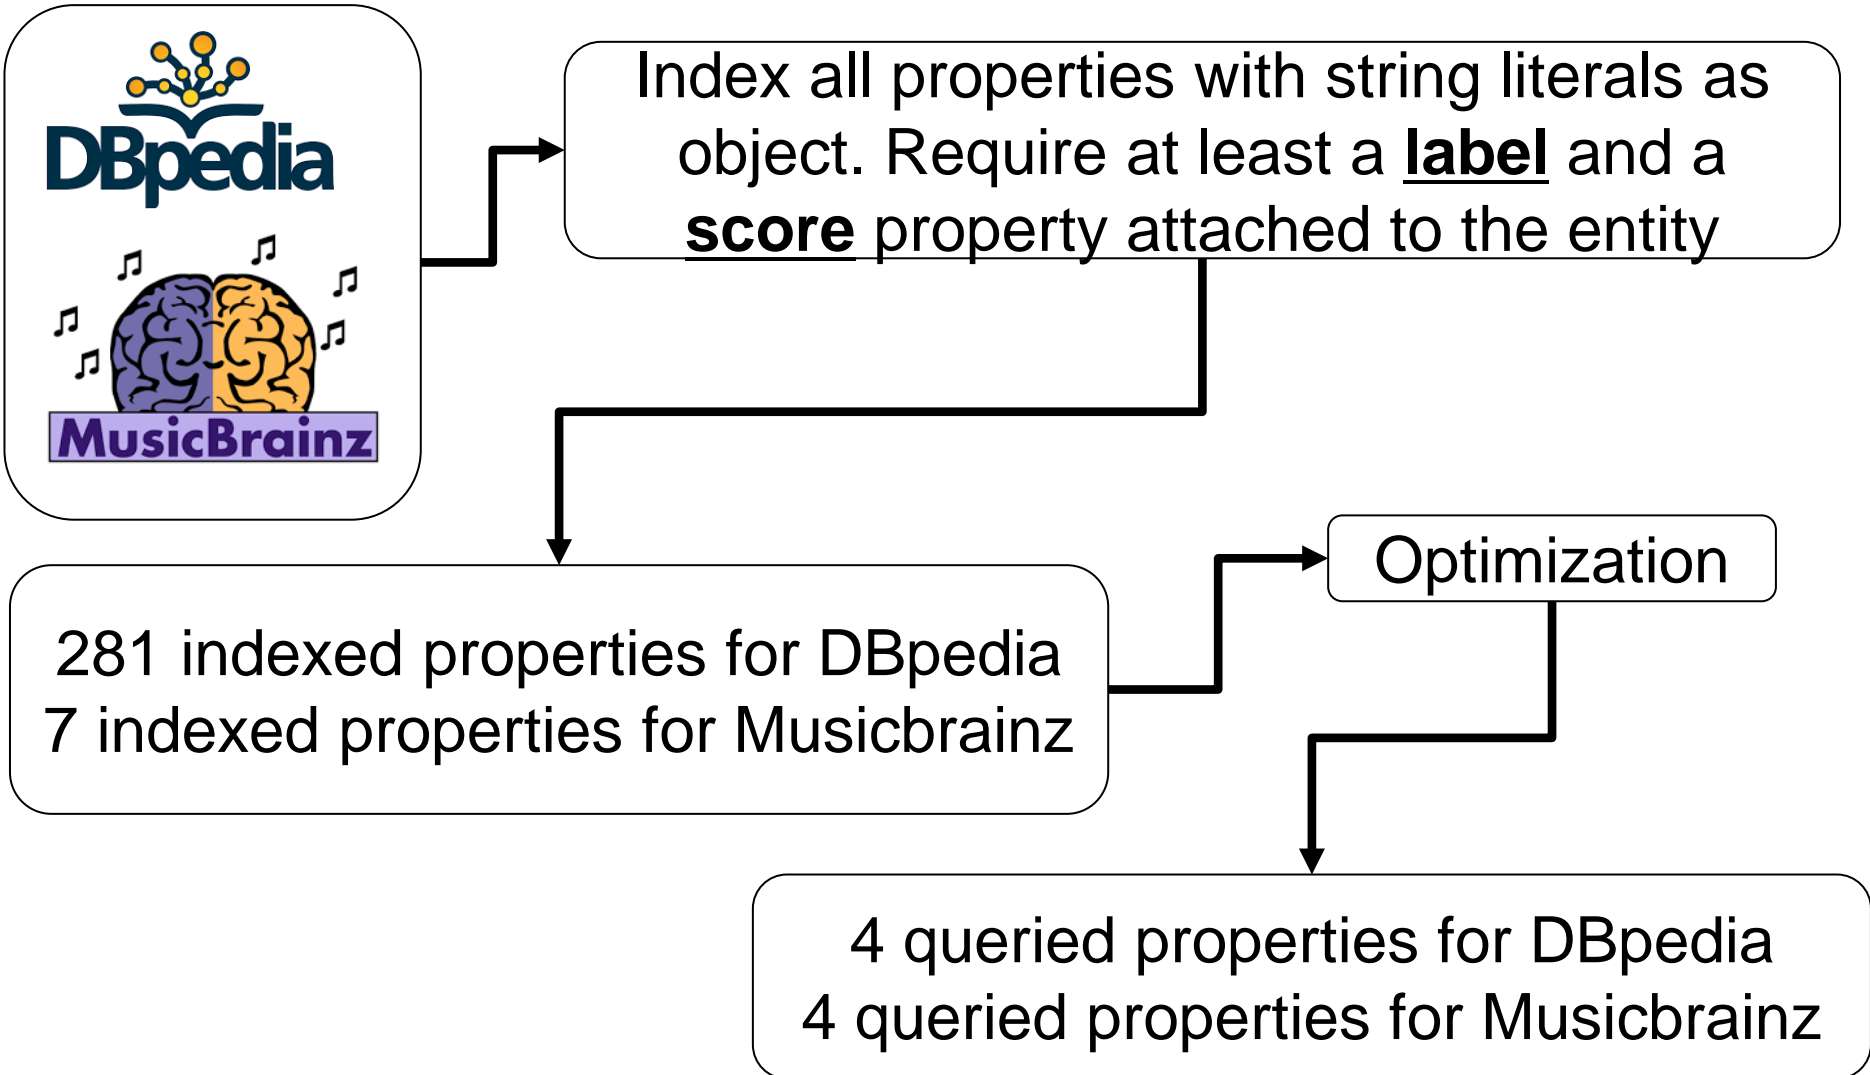 DBpedia
MusicBrainz
Index all properties with string literals as
object. Require at least a label and a
score property attached to the entity
281 indexed properties for DBpedia
7 indexed properties for Musicbrainz
Optimization
4 queried properties for DBpedia
4 queried properties for Musicbrainz